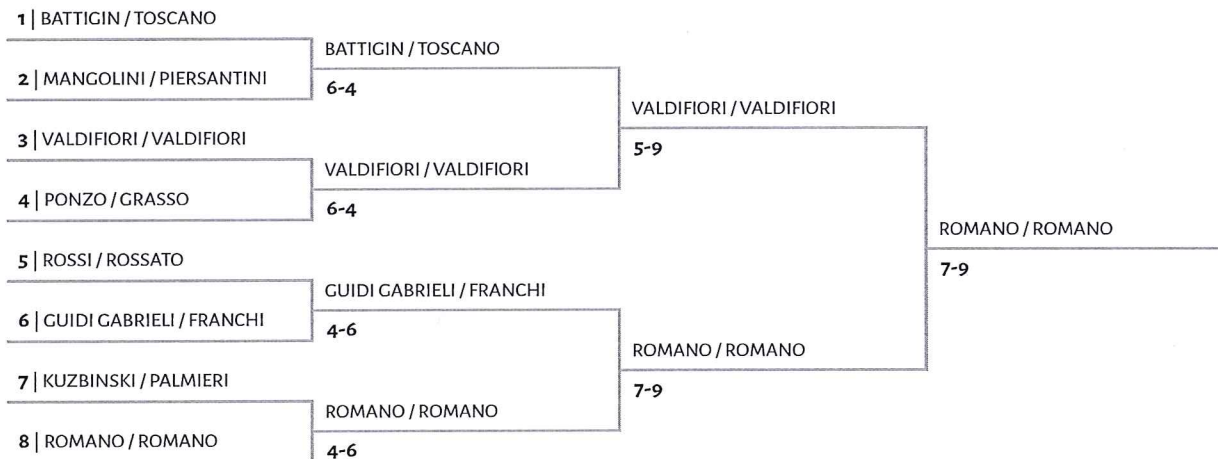 1 | BATTIGIN / TOSCANO
BATTIGIN / TOSCANO
2 | MANGOLINI / PIERSANTINI
6-4
VALDIFIORI / VALDIFIORI
3 | VALDIFIORI / VALDIFIORI
5-9
VALDIFIORI / VALDIFIORI
4 | PONZO / GRASSO
6-4
ROMANO / ROMANO
5 | ROSSI / ROSSATO
7-9
GUIDI GABRIELI / FRANCHI
6 | GUIDI GABRIELI / FRANCHI
4-6
ROMANO / ROMANO
7 | KUZBINSKI / PALMIERI
7-9
ROMANO / ROMANO
8 | ROMANO / ROMANO
4-6